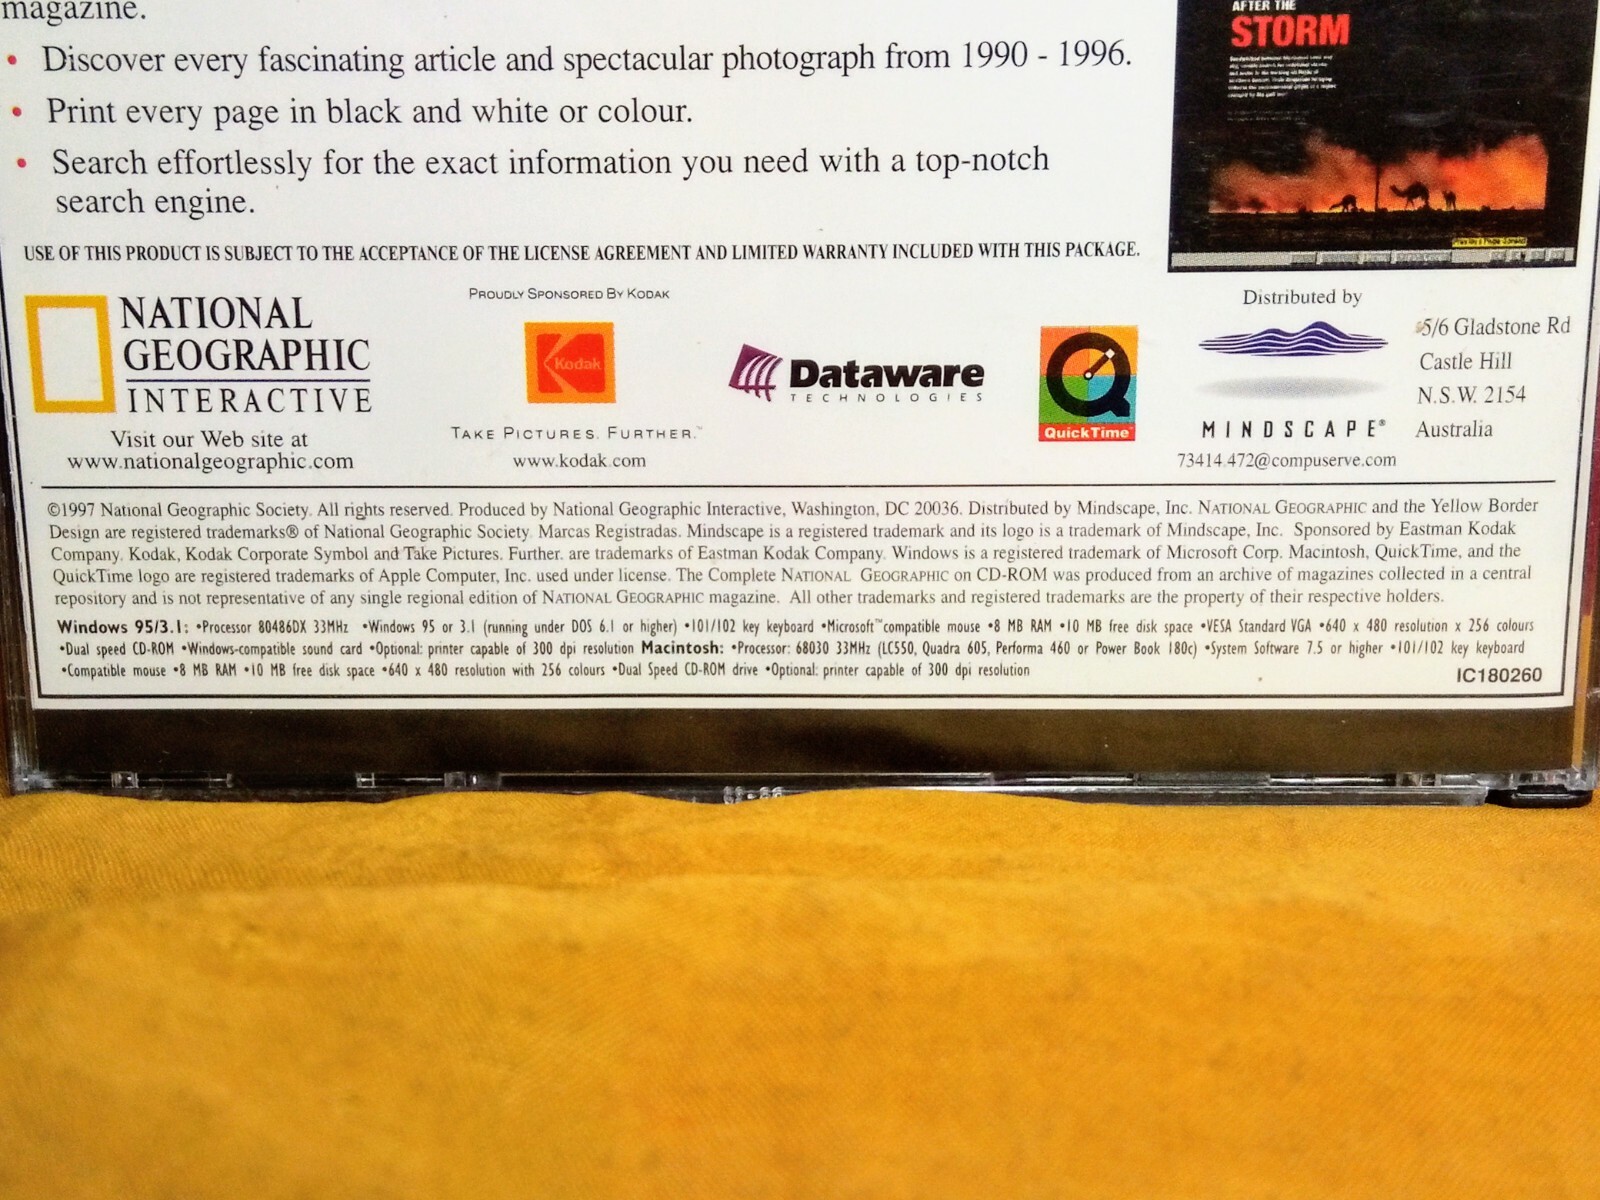 magazine.
• Discover every fascinating article and spectacular photograph from 1990 - 1996.
• Print every page in black and white or colour.
• Search effortlessly for the exact information you need with a top-notch
search engine.
AFTER THE
STORM
USE OF THIS PRODUCT IS SUBJECT TO THE ACCEPTANCE OF THE LICENSE AGREEMENT AND LIMITED WARRANTY INCLUDED WITH THIS PACKAGE.
NATIONAL
GEOGRAPHIC
INTERACTIVE
Visit our Web site at
www.nationalgeographic.com
PROUDLY SPONSORED BY KODAK
Kodak
TAKE PICTURES. FURTHER.™
www.kodak.com
Dataware
TECHNOLOGIES
QuickTime™
Distributed by
MINDSCAPE®
73414.472@compuserve.com
5/6 Gladstone Rd
Castle Hill
N.S.W. 2154
Australia
©1997 National Geographic Society. All rights reserved. Produced by National Geographic Interactive, Washington, DC 20036. Distributed by Mindscape, Inc. NATIONAL GEOGRAPHIC and the Yellow Border
Design are registered trademarks® of National Geographic Society. Marcas Registradas. Mindscape is a registered trademark and its logo is a trademark of Mindscape, Inc. Sponsored by Eastman Kodak
Company. Kodak, Kodak Corporate Symbol and Take Pictures. Further. are trademarks of Eastman Kodak Company. Windows is a registered trademark of Microsoft Corp. Macintosh, QuickTime, and the
QuickTime logo are registered trademarks of Apple Computer, Inc. used under license. The Complete NATIONAL GEOGRAPHIC on CD-ROM was produced from an archive of magazines collected in a central
repository and is not representative of any single regional edition of NATIONAL GEOGRAPHIC magazine. All other trademarks and registered trademarks are the property of their respective holders.
Windows 95/3.1: •Processor 80486DX 33MHz •Windows 95 or 3.1 (running under DOS 6.1 or higher) •101/102 key keyboard •Microsoft™compatible mouse •8 MB RAM •10 MB free disk space •VESA Standard VGA •640 x 480 resolution x 256 colours
•Dual speed CD-ROM •Windows-compatible sound card •Optional: printer capable of 300 dpi resolution Macintosh: •Processor: 68030 33MHz (LC550, Quadra 605, Performa 460 or Power Book 180c) •System Software 7.5 or higher •101/102 key keyboard
•Compatible mouse •8 MB RAM •10 MB free disk space •640 x 480 resolution with 256 colours •Dual Speed CD-ROM drive •Optional: printer capable of 300 dpi resolution
IC180260